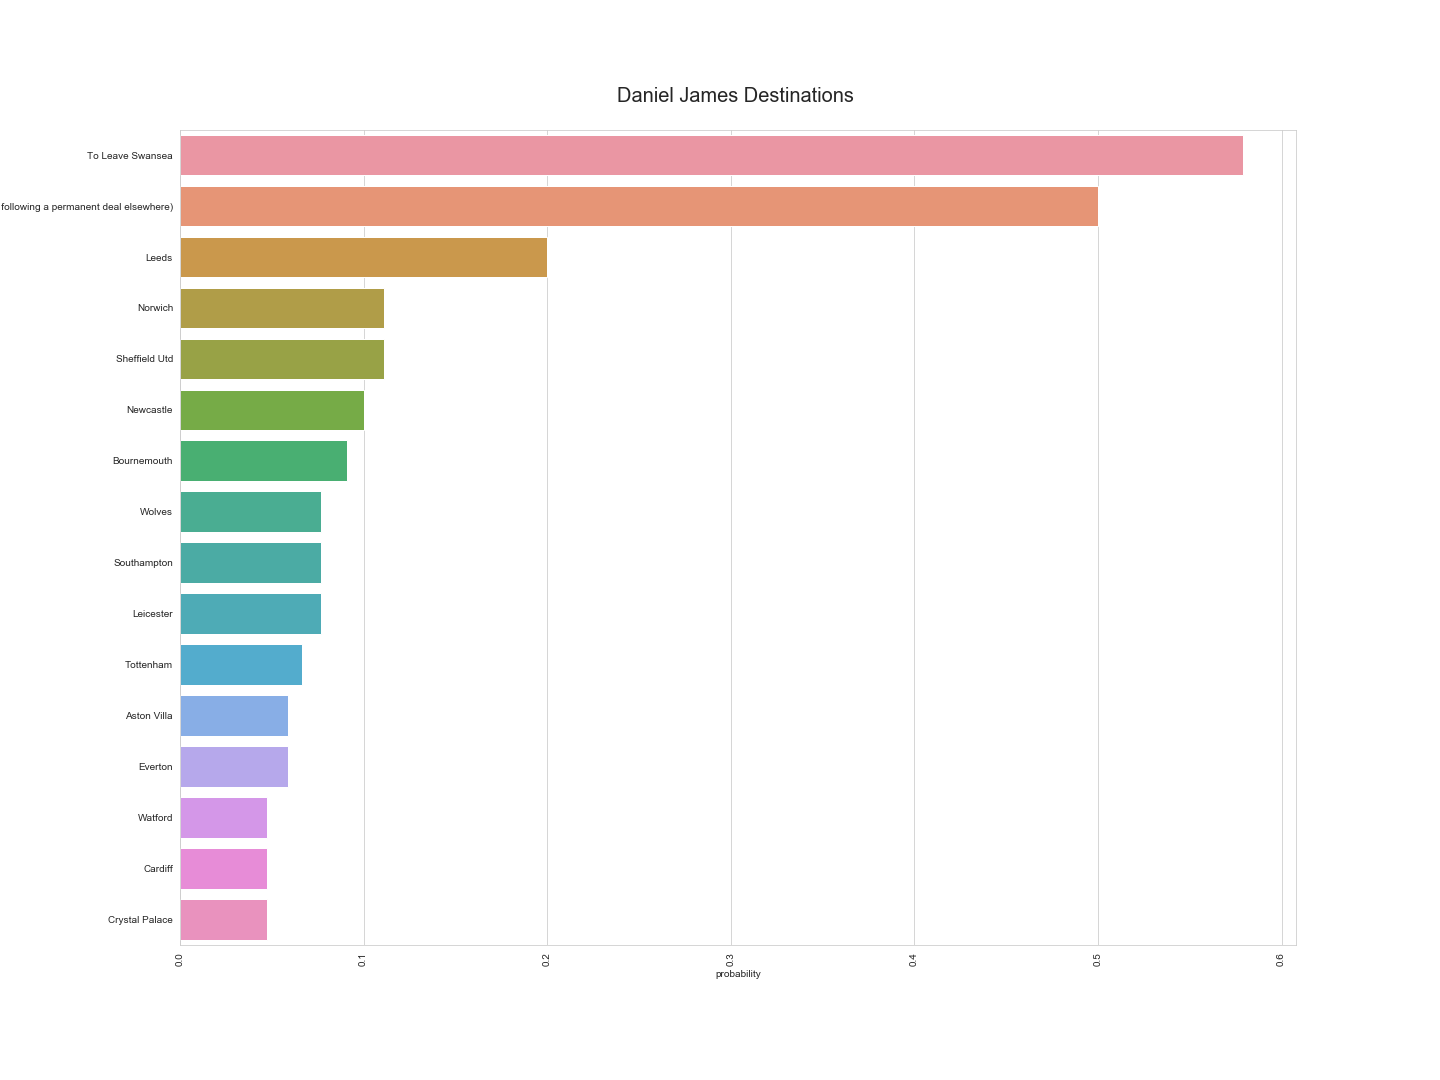 Daniel James Destinations
To Leave Swansea
following a permanent deal elsewhere)
Leeds
Norwich
Sheffield Utd
Newcastle
Bournemouth
Wolves
Southampton
Leicester
Tottenham
Aston Villa
Everton
Watford
Cardiff
Crystal Palace
0.0 0.1 0.2 0.3 0.4 0.5 0.6
probability